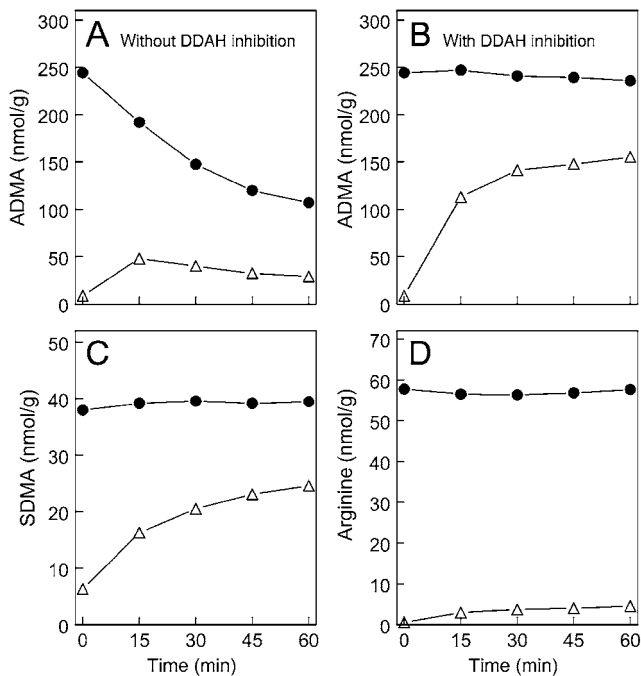 A Without DDAH inhibition
300
250
200
150
100
50
0
ADMA (nmol/g)
B With DDAH inhibition
300
250
200
150
100
50
0
ADMA (nmol/g)
C
50
40
30
20
10
0
SDMA (nmol/g)
0 15 30 45 60
Time (min)
D
70
60
50
40
30
20
10
0
Arginine (nmol/g)
0 15 30 45 60
Time (min)